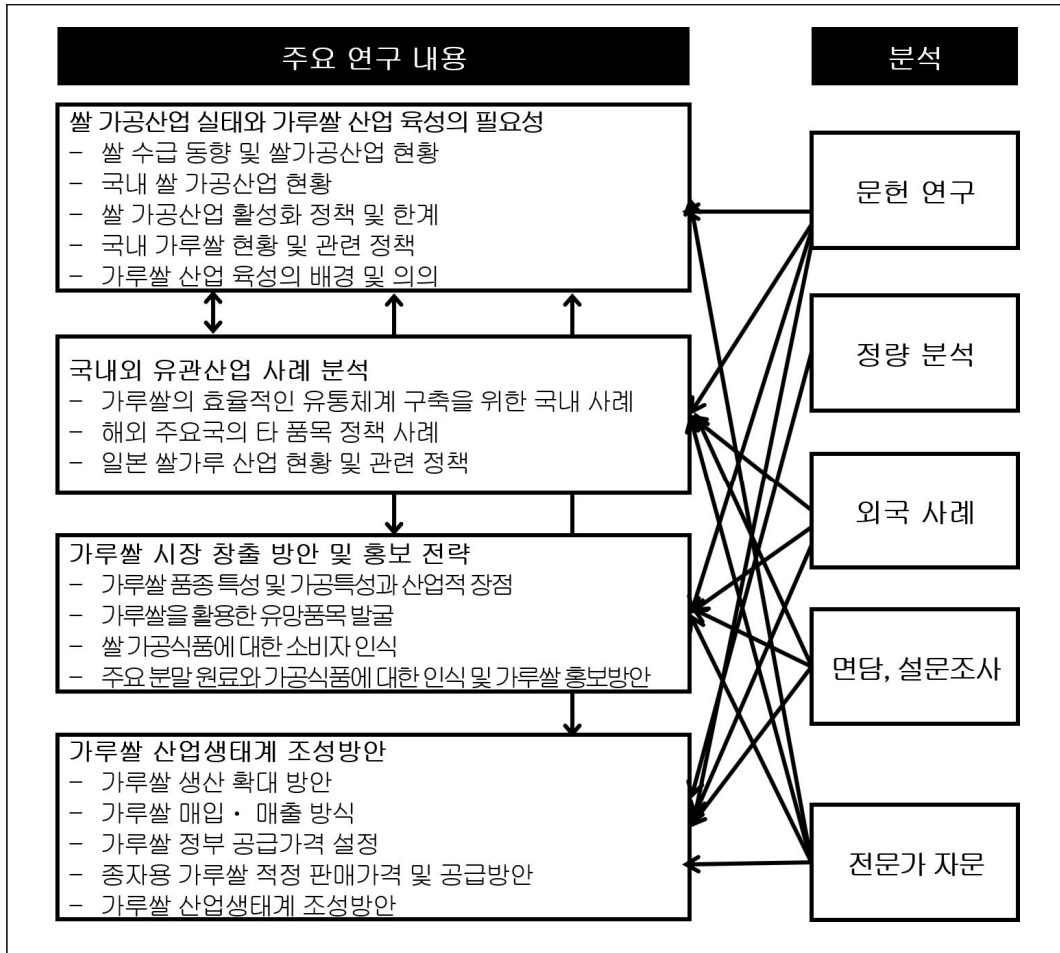 주요 연구 내용
쌀 가공산업 실태와 가루쌀 산업 육성의 필요성
– 쌀 수급 동향 및 쌀가공산업 현황
– 국내 쌀 가공산업 현황
– 쌀 가공산업 활성화 정책 및 한계
– 국내 가루쌀 현황 및 관련 정책
– 가루쌀 산업 육성의 배경 및 의의
국내외 유관산업 사례 분석
– 가루쌀의 효율적인 유통체계 구축을 위한 국내 사례
– 해외 주요국의 타 품목 정책 사례
– 일본 쌀가루 산업 현황 및 관련 정책
가루쌀 시장 창출 방안 및 홍보 전략
– 가루쌀 품종 특성 및 가공특성과 산업적 장점
– 가루쌀을 활용한 유망품목 발굴
– 쌀 가공식품에 대한 소비자 인식
– 주요 분말 원료와 가공식품에 대한 인식 및 가루쌀 홍보방안
가루쌀 산업생태계 조성방안
– 가루쌀 생산 확대 방안
– 가루쌀 매입・ 매출 방식
– 가루쌀 정부 공급가격 설정
– 종자용 가루쌀 적정 판매가격 및 공급방안
– 가루쌀 산업생태계 조성방안
분석
문헌 연구
정량 분석
외국 사례
면담, 설문조사
전문가 자문